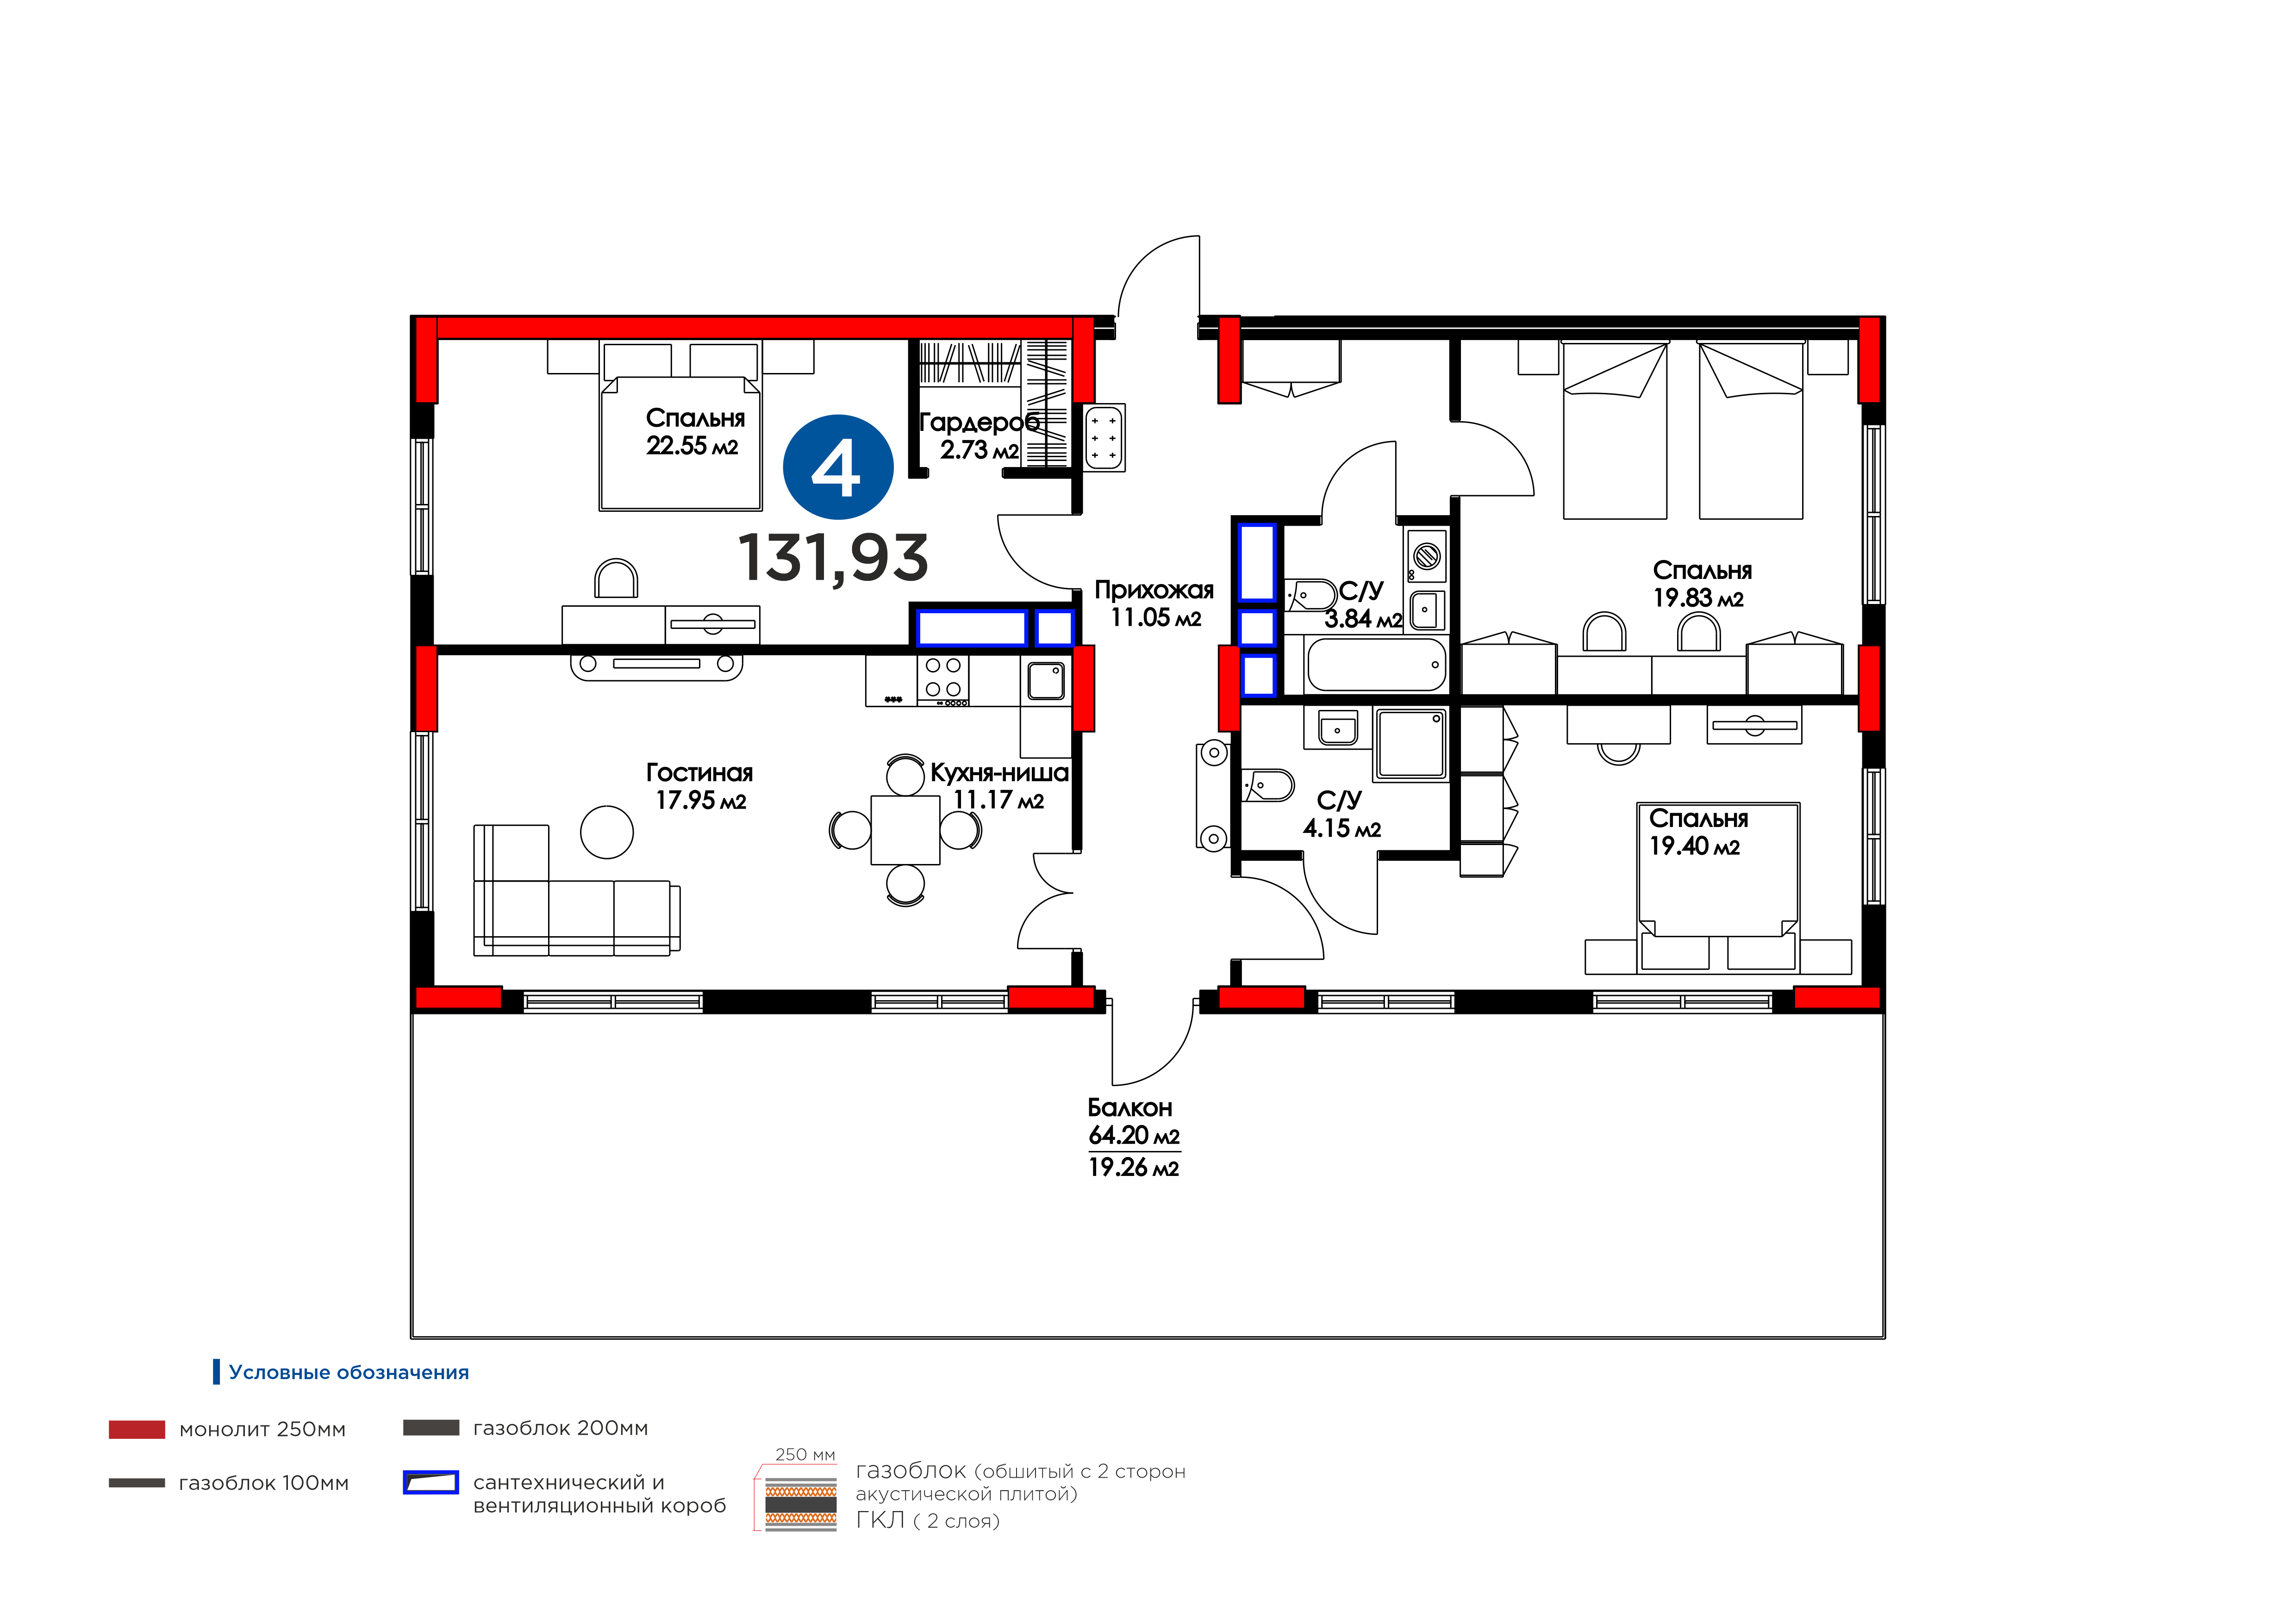 Спальня
22.55 м2
Гардероб
2.73 м2
4
131,93
Прихожая
11.05 м2
С/У
3.84 м2
Спальня
19.83 м2
Гостиная
17.95 м2
Кухня-ниша
11.17 м2
С/У
4.15 м2
Спальня
19.40 м2
Балкон
64.20 м2
19.26 м2
Условные обозначения
монолит 250мм
газоблок 200мм
газоблок 100мм
сантехнический и
вентиляционный короб
250 мм
газоблок (обшитый с 2 сторон
акустической плитой)
ГКЛ ( 2 слоя)